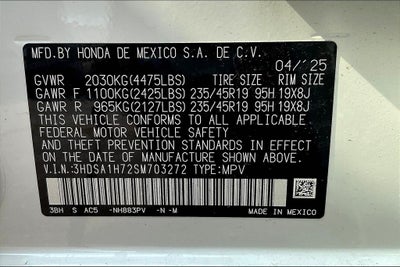 MFD.BY HONDA DE MEXICO S.A. DE C.V.
04/25
GVWR 2030KG(4475LBS) TIRE SIZE RIM SIZE
GAWR F 1100KG(2425LBS) 235/45R19 95H 19X8J
GAWR R 965KG(2127LBS) 235/45R19 95H 19X8J
THIS VEHICLE CONFORMS TO ALL APPLICABLE
FEDERAL MOTOR VEHICLE SAFETY
AND THEFT PREVENTION STANDARDS IN EFFECT
ON THE DATE OF MANUFACTURE SHOWN ABOVE.
V.I.N.:3HDSA1H72SM703272 TYPE:MPV
3BH S AC5 -NH883PV -N -M MADE IN MEXICO